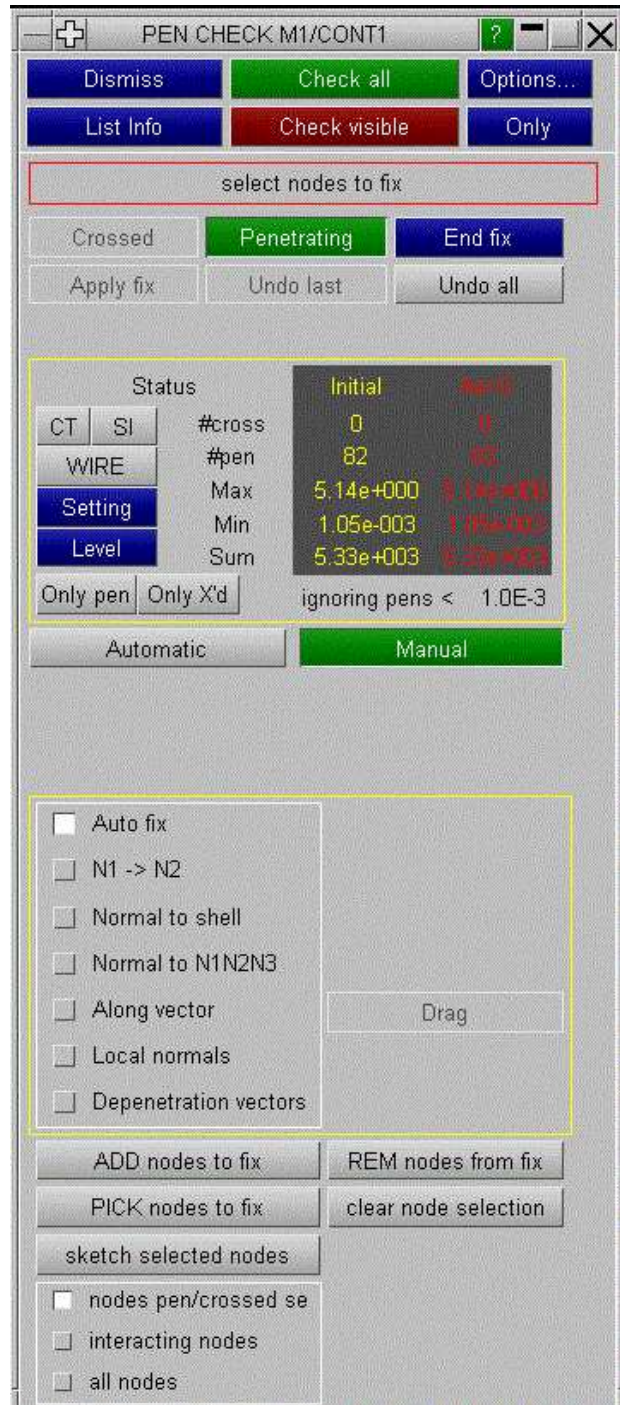 PEN CHECK M1/CONT1 ?
Dismiss Check all Options...
List Info Check visible Only
select nodes to fix
Crossed Penetrating End fix
Apply fix Undo last Undo all
Status Initial
CT SI #cross 0 0
WIRE #pen 82
Setting Max 5.14e+000
Min 1.05e-003
Level Sum 5.33e+003
Only pen Only X'd ignoring pens < 1.0E-3
Automatic Manual
Auto fix
N1 -> N2
Normal to shell
Normal to N1N2N3
Along vector Drag
Local normals
Depenetration vectors
ADD nodes to fix REM nodes from fix
PICK nodes to fix clear node selection
sketch selected nodes
nodes pen/crossed se
interacting nodes
all nodes